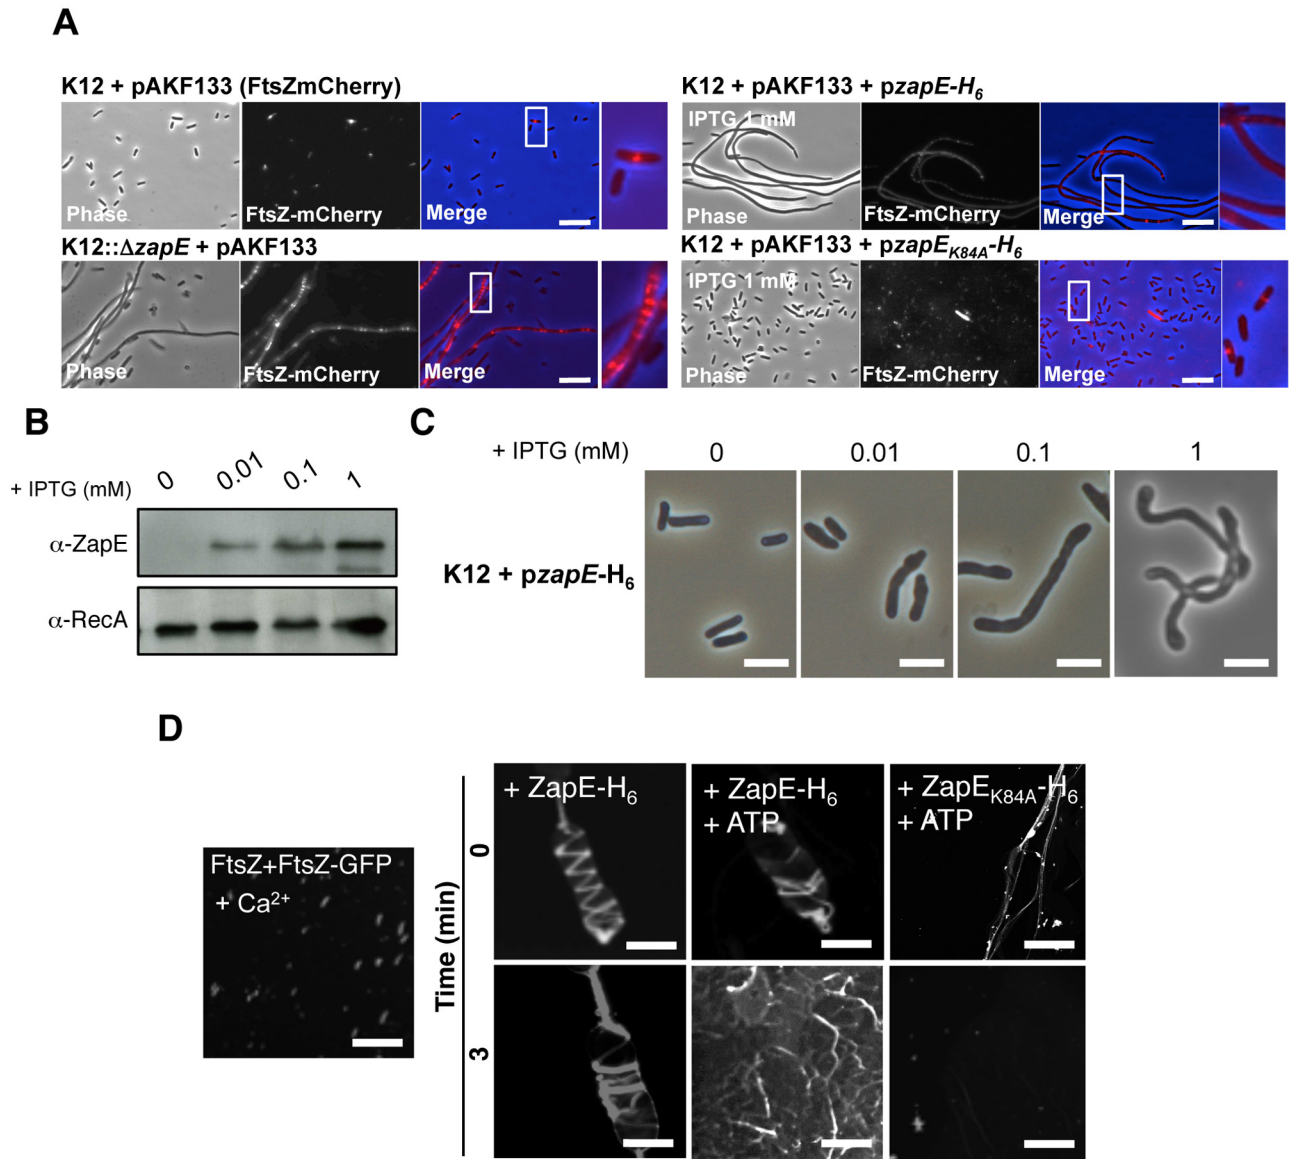 A
K12 + pAKF133 (FtsZmCherry)
Phase
FtsZ-mCherry
Merge
K12 + pAKF133 + pzapE-H6
IPTG 1 mM
Phase
FtsZ-mCherry
Merge
K12::ΔzapE + pAKF133
Phase
FtsZ-mCherry
Merge
K12 + pAKF133 + pzapEK84A-H6
IPTG 1 mM
Phase
FtsZ-mCherry
Merge
B
+ IPTG (mM)
0
0.01
0.1
1
α-ZapE
α-RecA
C
+ IPTG (mM)
0
0.01
0.1
1
K12 + pzapE-H6
D
FtsZ+FtsZ-GFP
+ Ca2+
Time (min)
0
3
+ ZapE-H6
+ ZapE-H6
+ ATP
+ ZapEK84A-H6
+ ATP